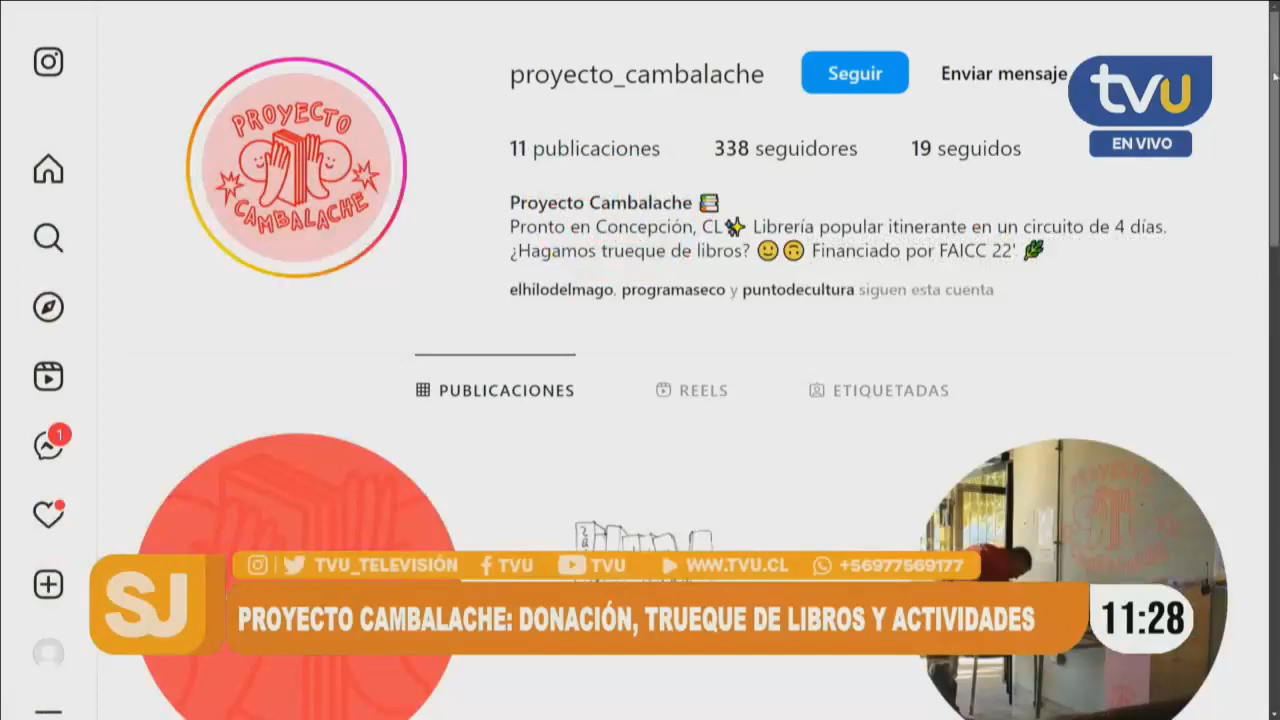 proyecto_cambalache
Seguir
Enviar mensaje
tvu
EN VIVO
PROYECTO
CAMBALACHE
11 publicaciones
338 seguidores
19 seguidos
Proyecto Cambalache 📚
Pronto en Concepción, CL✨ Librería popular itinerante en un circuito de 4 días.
¿Hagamos trueque de libros? 🙂🙃 Financiado por FAICC 22' 🌿
elhilodelmago, programaseco y puntodecultura siguen esta cuenta
PUBLICACIONES
REELS
ETIQUETADAS
1
PROYECTO
TVU_TELEVISIÓN
TVU
TVU
WWW.TVU.CL
+56977569177
SJ
PROYECTO CAMBALACHE: DONACIÓN, TRUEQUE DE LIBROS Y ACTIVIDADES
11:28